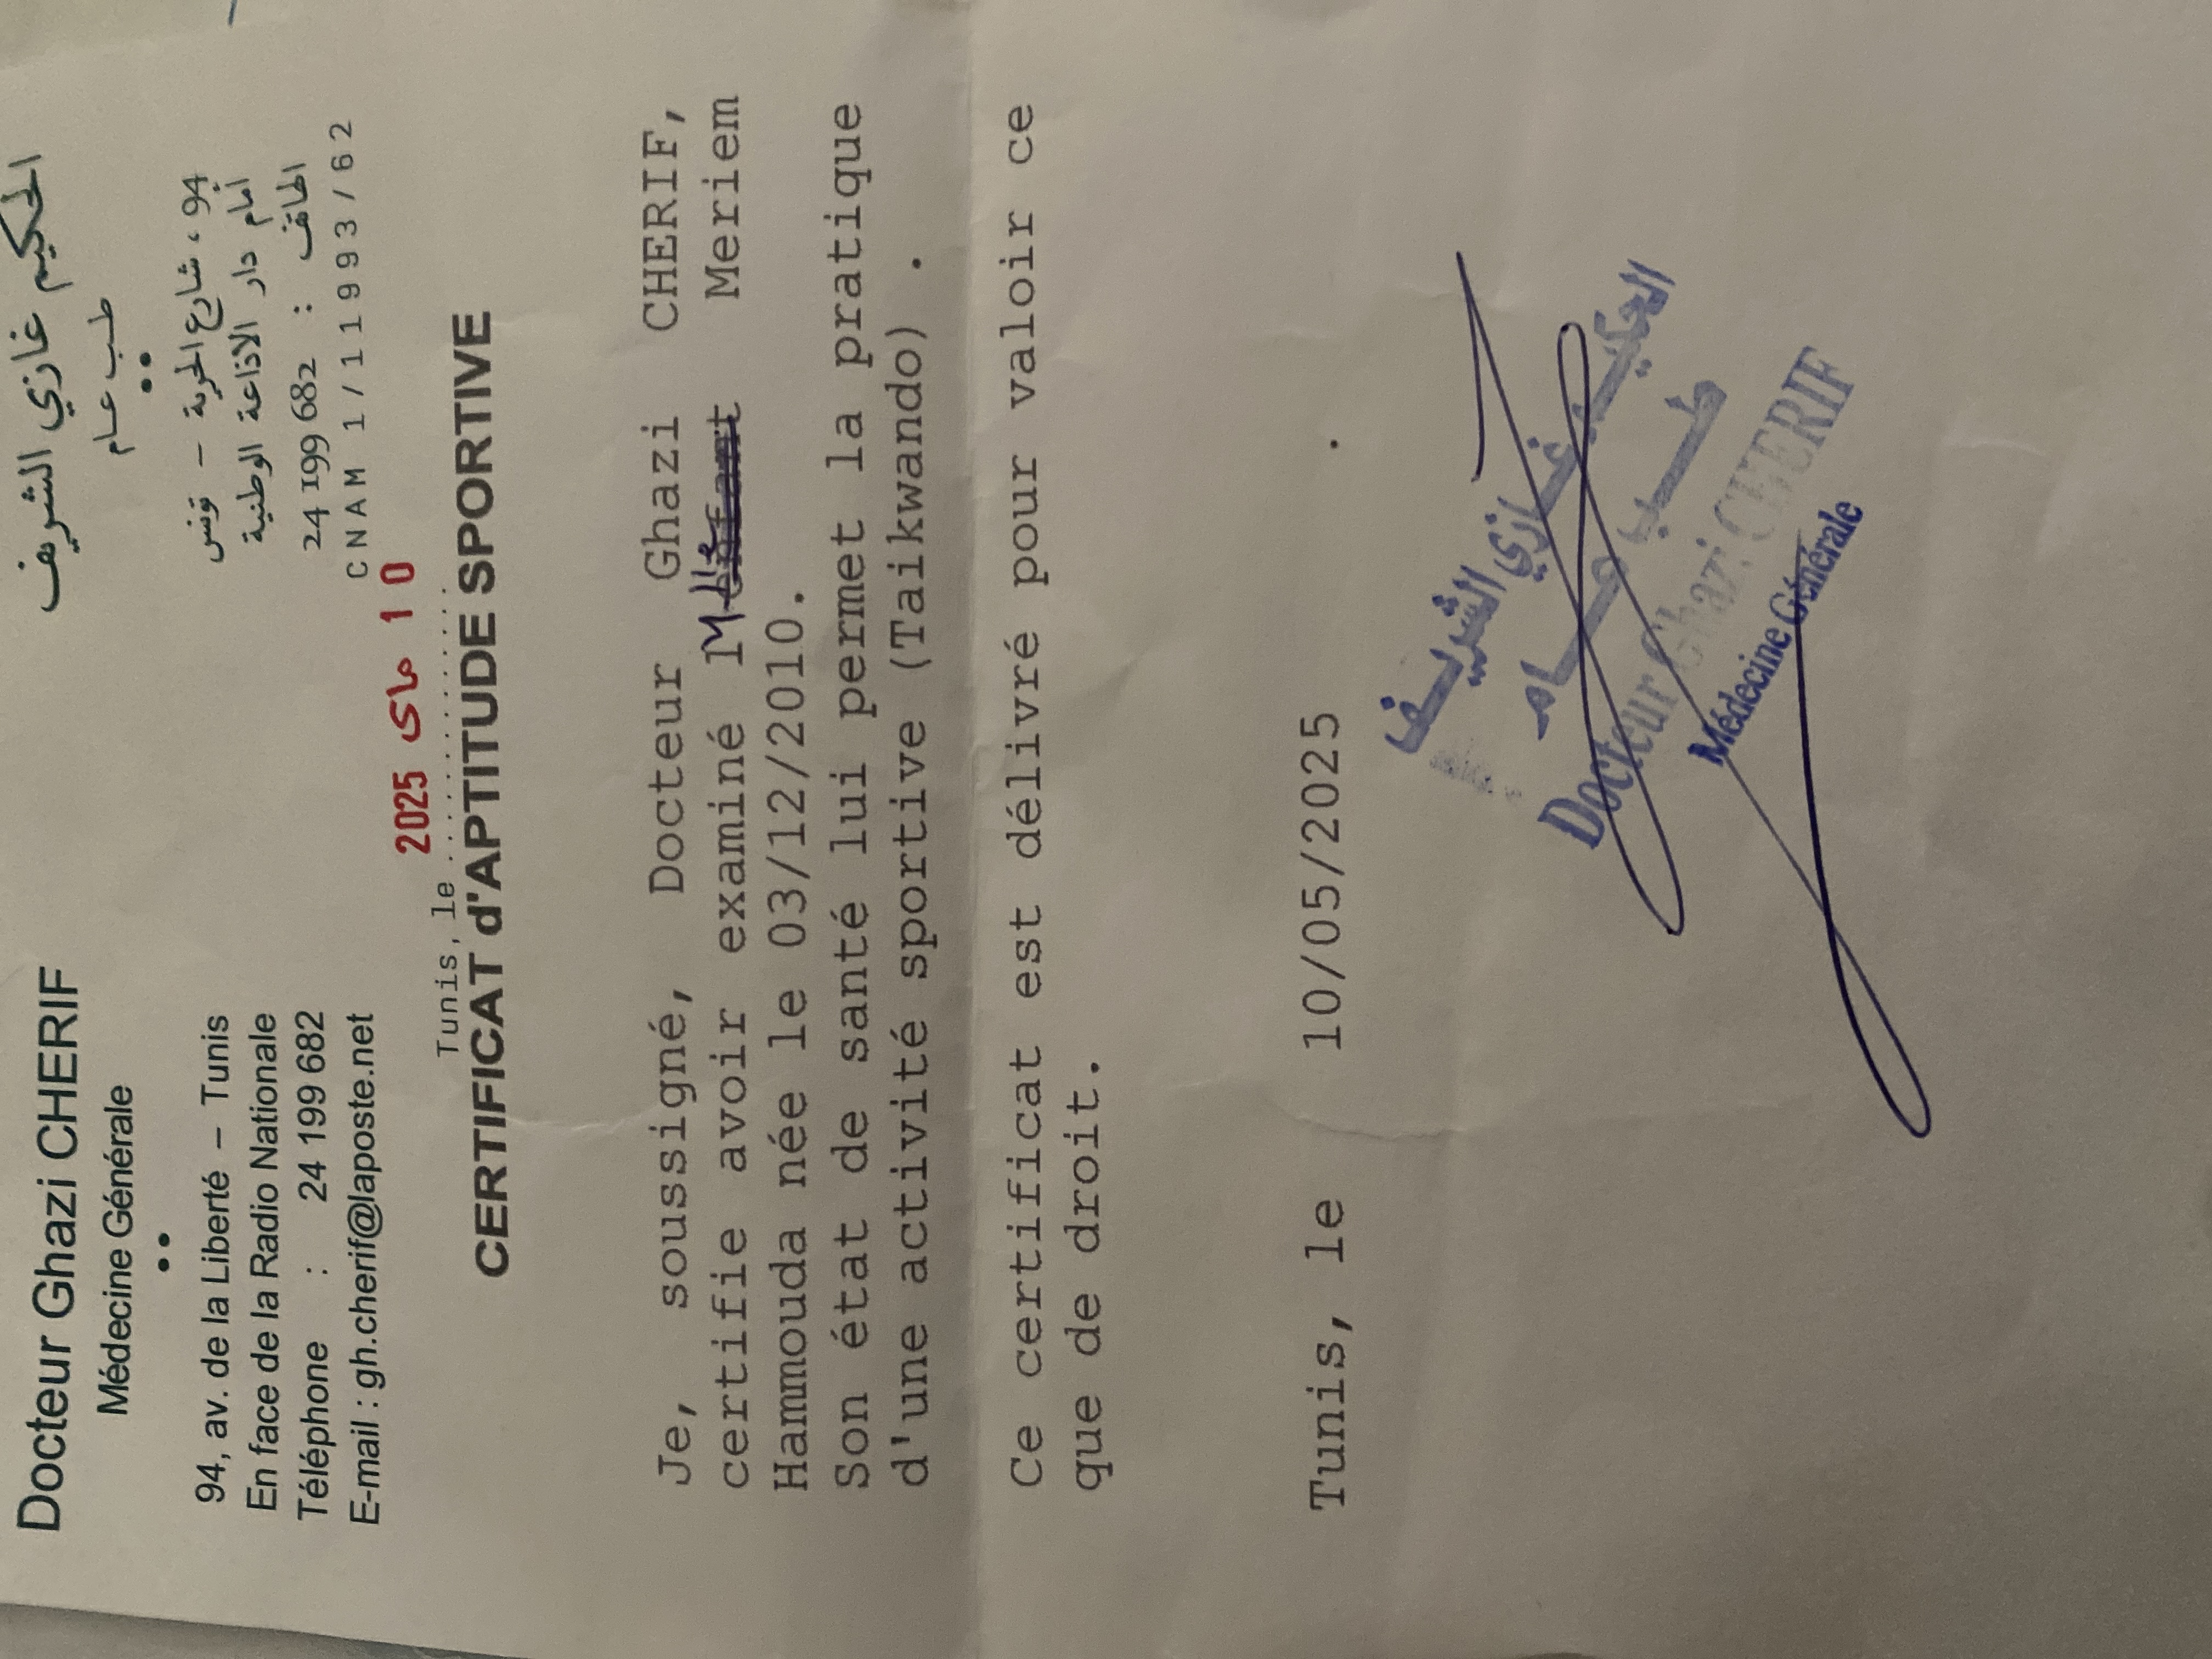 Docteur Ghazi CHERIF
Médecine Générale
94, av. de la Liberté – Tunis
En face de la Radio Nationale
Téléphone : 24 199 682
E-mail : gh.cherif@laposte.net
الحكيم غازي الشريف
طب عام
94، شارع الحرية – تونس
أمام دار الاذاعة الوطنية
الهاتف : 24 199 682
CNAM 1/11993/62
Tunis, le 2025 ماي 10
CERTIFICAT d'APTITUDE SPORTIVE
Je, soussigné, Docteur Ghazi CHERIF,
certifie avoir examiné Mlle Meriem
Hammouda née le 03/12/2010.
Son état de santé lui permet la pratique
d'une activité sportive (Taikwando) .
Ce certificat est délivré pour valoir ce
que de droit.
Tunis, le 10/05/2025 .
الحكيم غازي الشريف
طب عام
Docteur Ghazi CHERIF
Médecine Générale